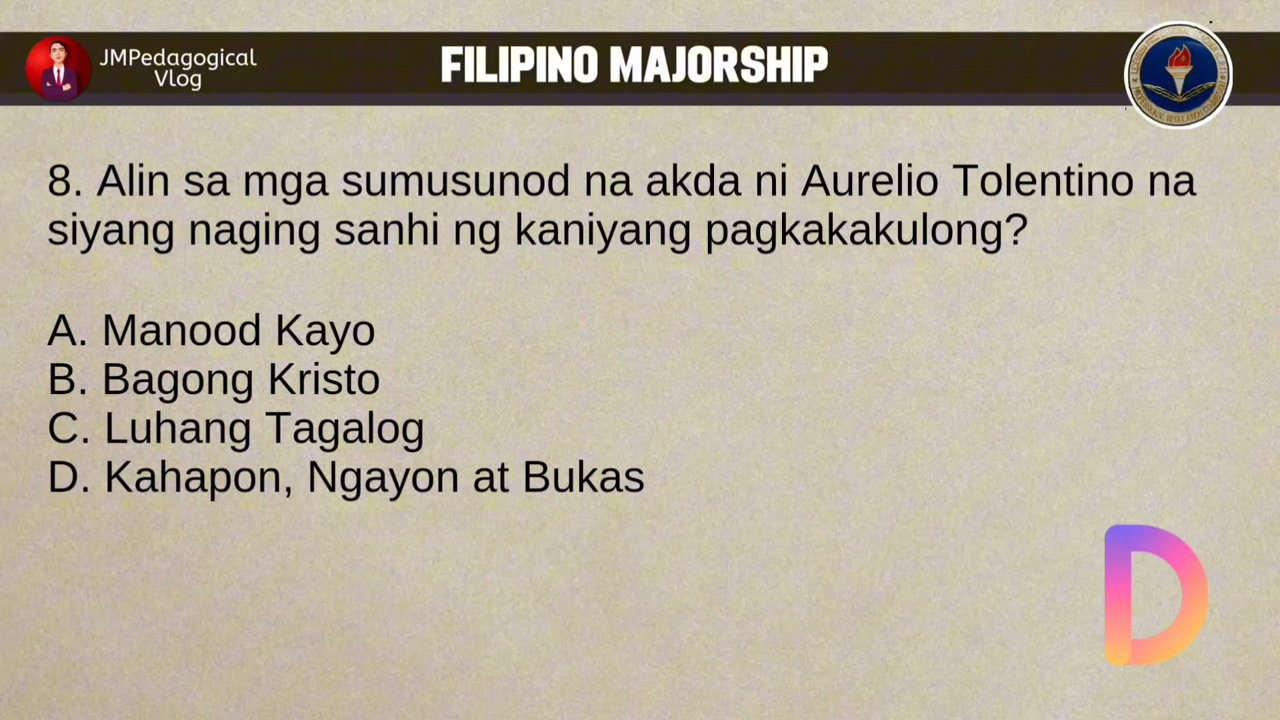 JMPedagogical
Vlog
FILIPINO MAJORSHIP
8. Alin sa mga sumusunod na akda ni Aurelio Tolentino na
siyang naging sanhi ng kaniyang pagkakakulong?
A. Manood Kayo
B. Bagong Kristo
C. Luhang Tagalog
D. Kahapon, Ngayon at Bukas
D